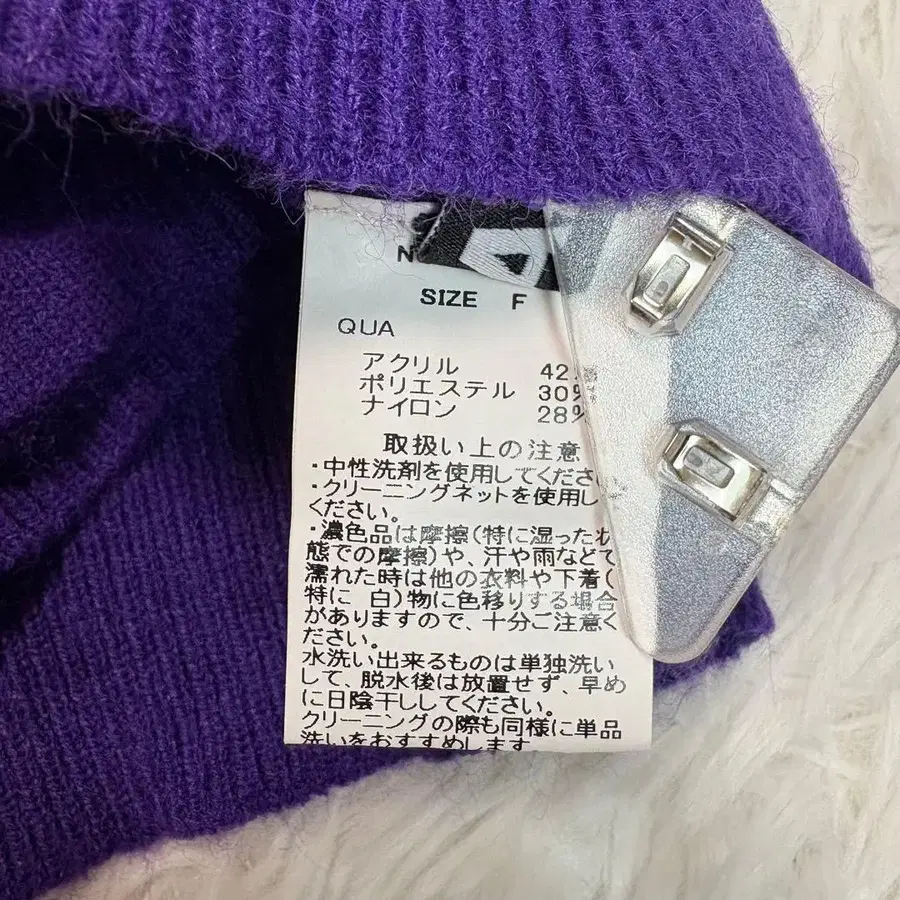 N
SIZE F
QUA
アクリル 42
ポリエステル 30%
ナイロン 28%
取扱い上の注意
・中性洗剤を使用してくださ
・クリーニングネットを使用し
ください。
・濃色品は摩擦(特に湿った状
態での摩擦)や、汗や雨などで
濡れた時は他の衣料や下着(
特に 白)物に色移りする場合
がありますので、十分ご注意く
ださい。
水洗い出来るものは単独洗い
して、脱水後は放置せず、早め
に日陰干ししてください。
クリーニングの際も同様に単品
洗いをおすすめします。